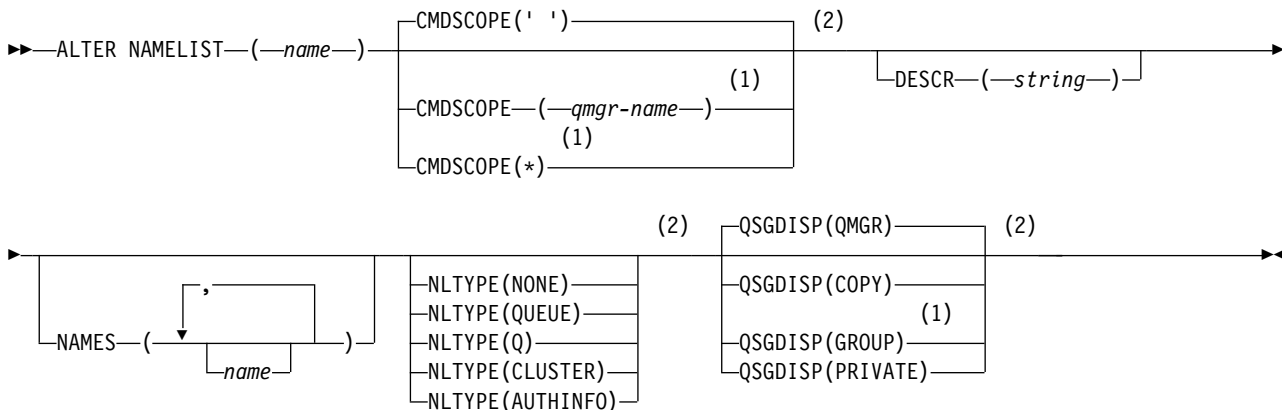 CMDSCOPE(' ') (2)
ALTER NAMELIST ( name )
(1) DESCR ( string )
CMDSCOPE ( qmgr-name )
(1)
CMDSCOPE(*)
(2) QSGDISP(QMGR) (2)
, NLTYPE(NONE) QSGDISP(COPY)
NLTYPE(QUEUE) (1)
NAMES ( name ) NLTYPE(Q) QSGDISP(GROUP)
NLTYPE(CLUSTER) QSGDISP(PRIVATE)
NLTYPE(AUTHINFO)